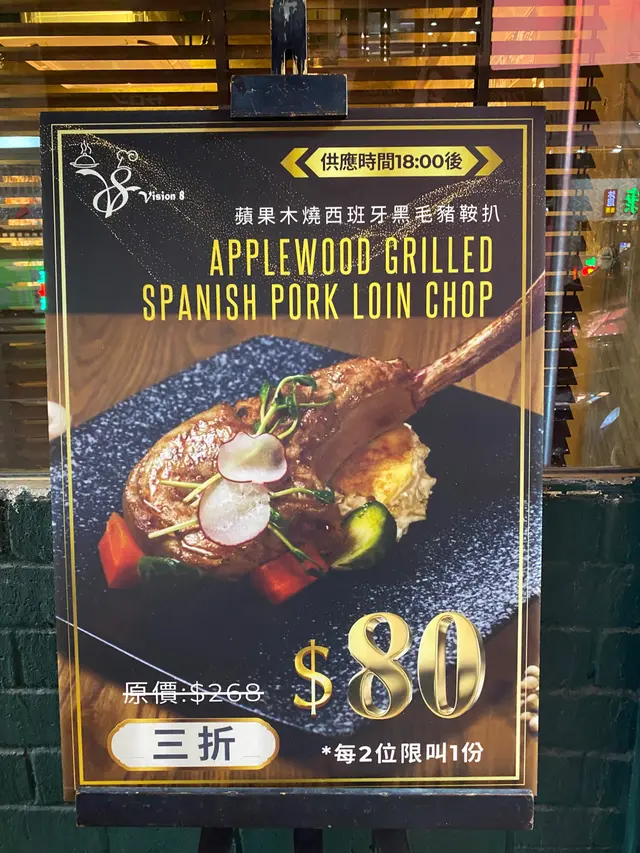 供應時間18:00後
Vision 8
蘋果木燒西班牙黑毛豬鞍扒
APPLEWOOD GRILLED
SPANISH PORK LOIN CHOP
原價:$268
$80
三折
*每2位限叫1份